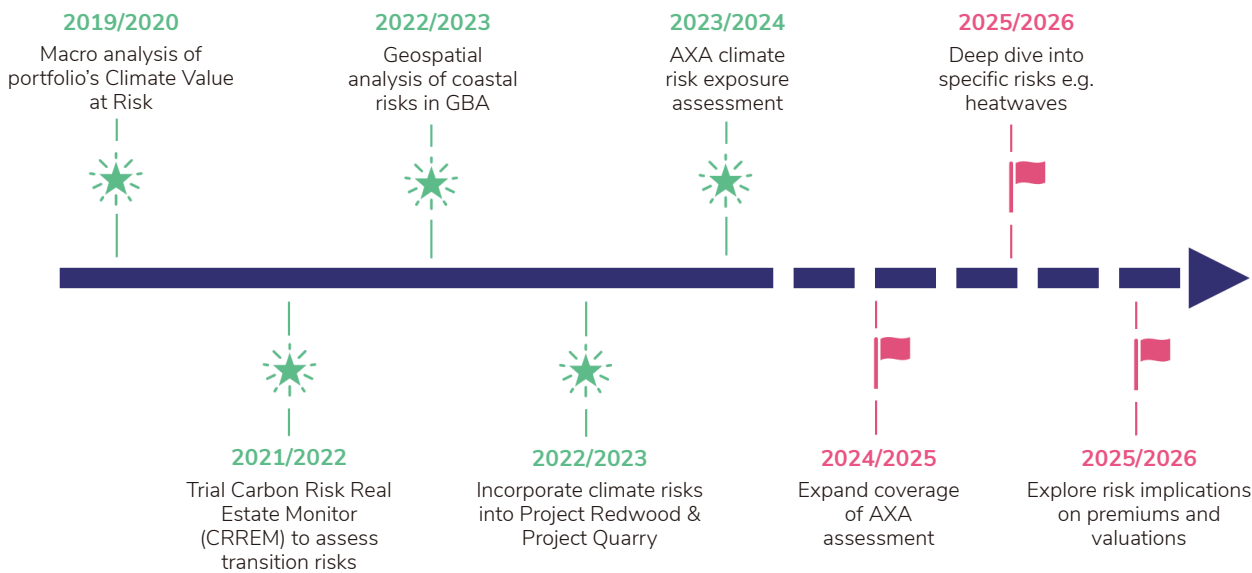 2019/2020
Macro analysis of
portfolio's Climate Value
at Risk
2022/2023
Geospatial
analysis of coastal
risks in GBA
2023/2024
AXA climate
risk exposure
assessment
2025/2026
Deep dive into
specific risks e.g.
heatwaves
2021/2022
Trial Carbon Risk Real
Estate Monitor
(CRREM) to assess
transition risks
2022/2023
Incorporate climate risks
into Project Redwood &
Project Quarry
2024/2025
Expand coverage
of AXA
assessment
2025/2026
Explore risk implications
on premiums and
valuations